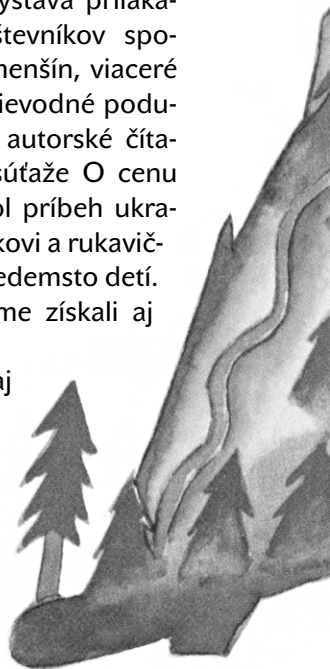 ystava priláka-
števníkov spo-
menšín, viaceré
ievodné podu-
autorské číta-
súťaže O cenu
ol príbeh ukra-
kovi a rukavič-
edemsto detí.
me získali aj
aj